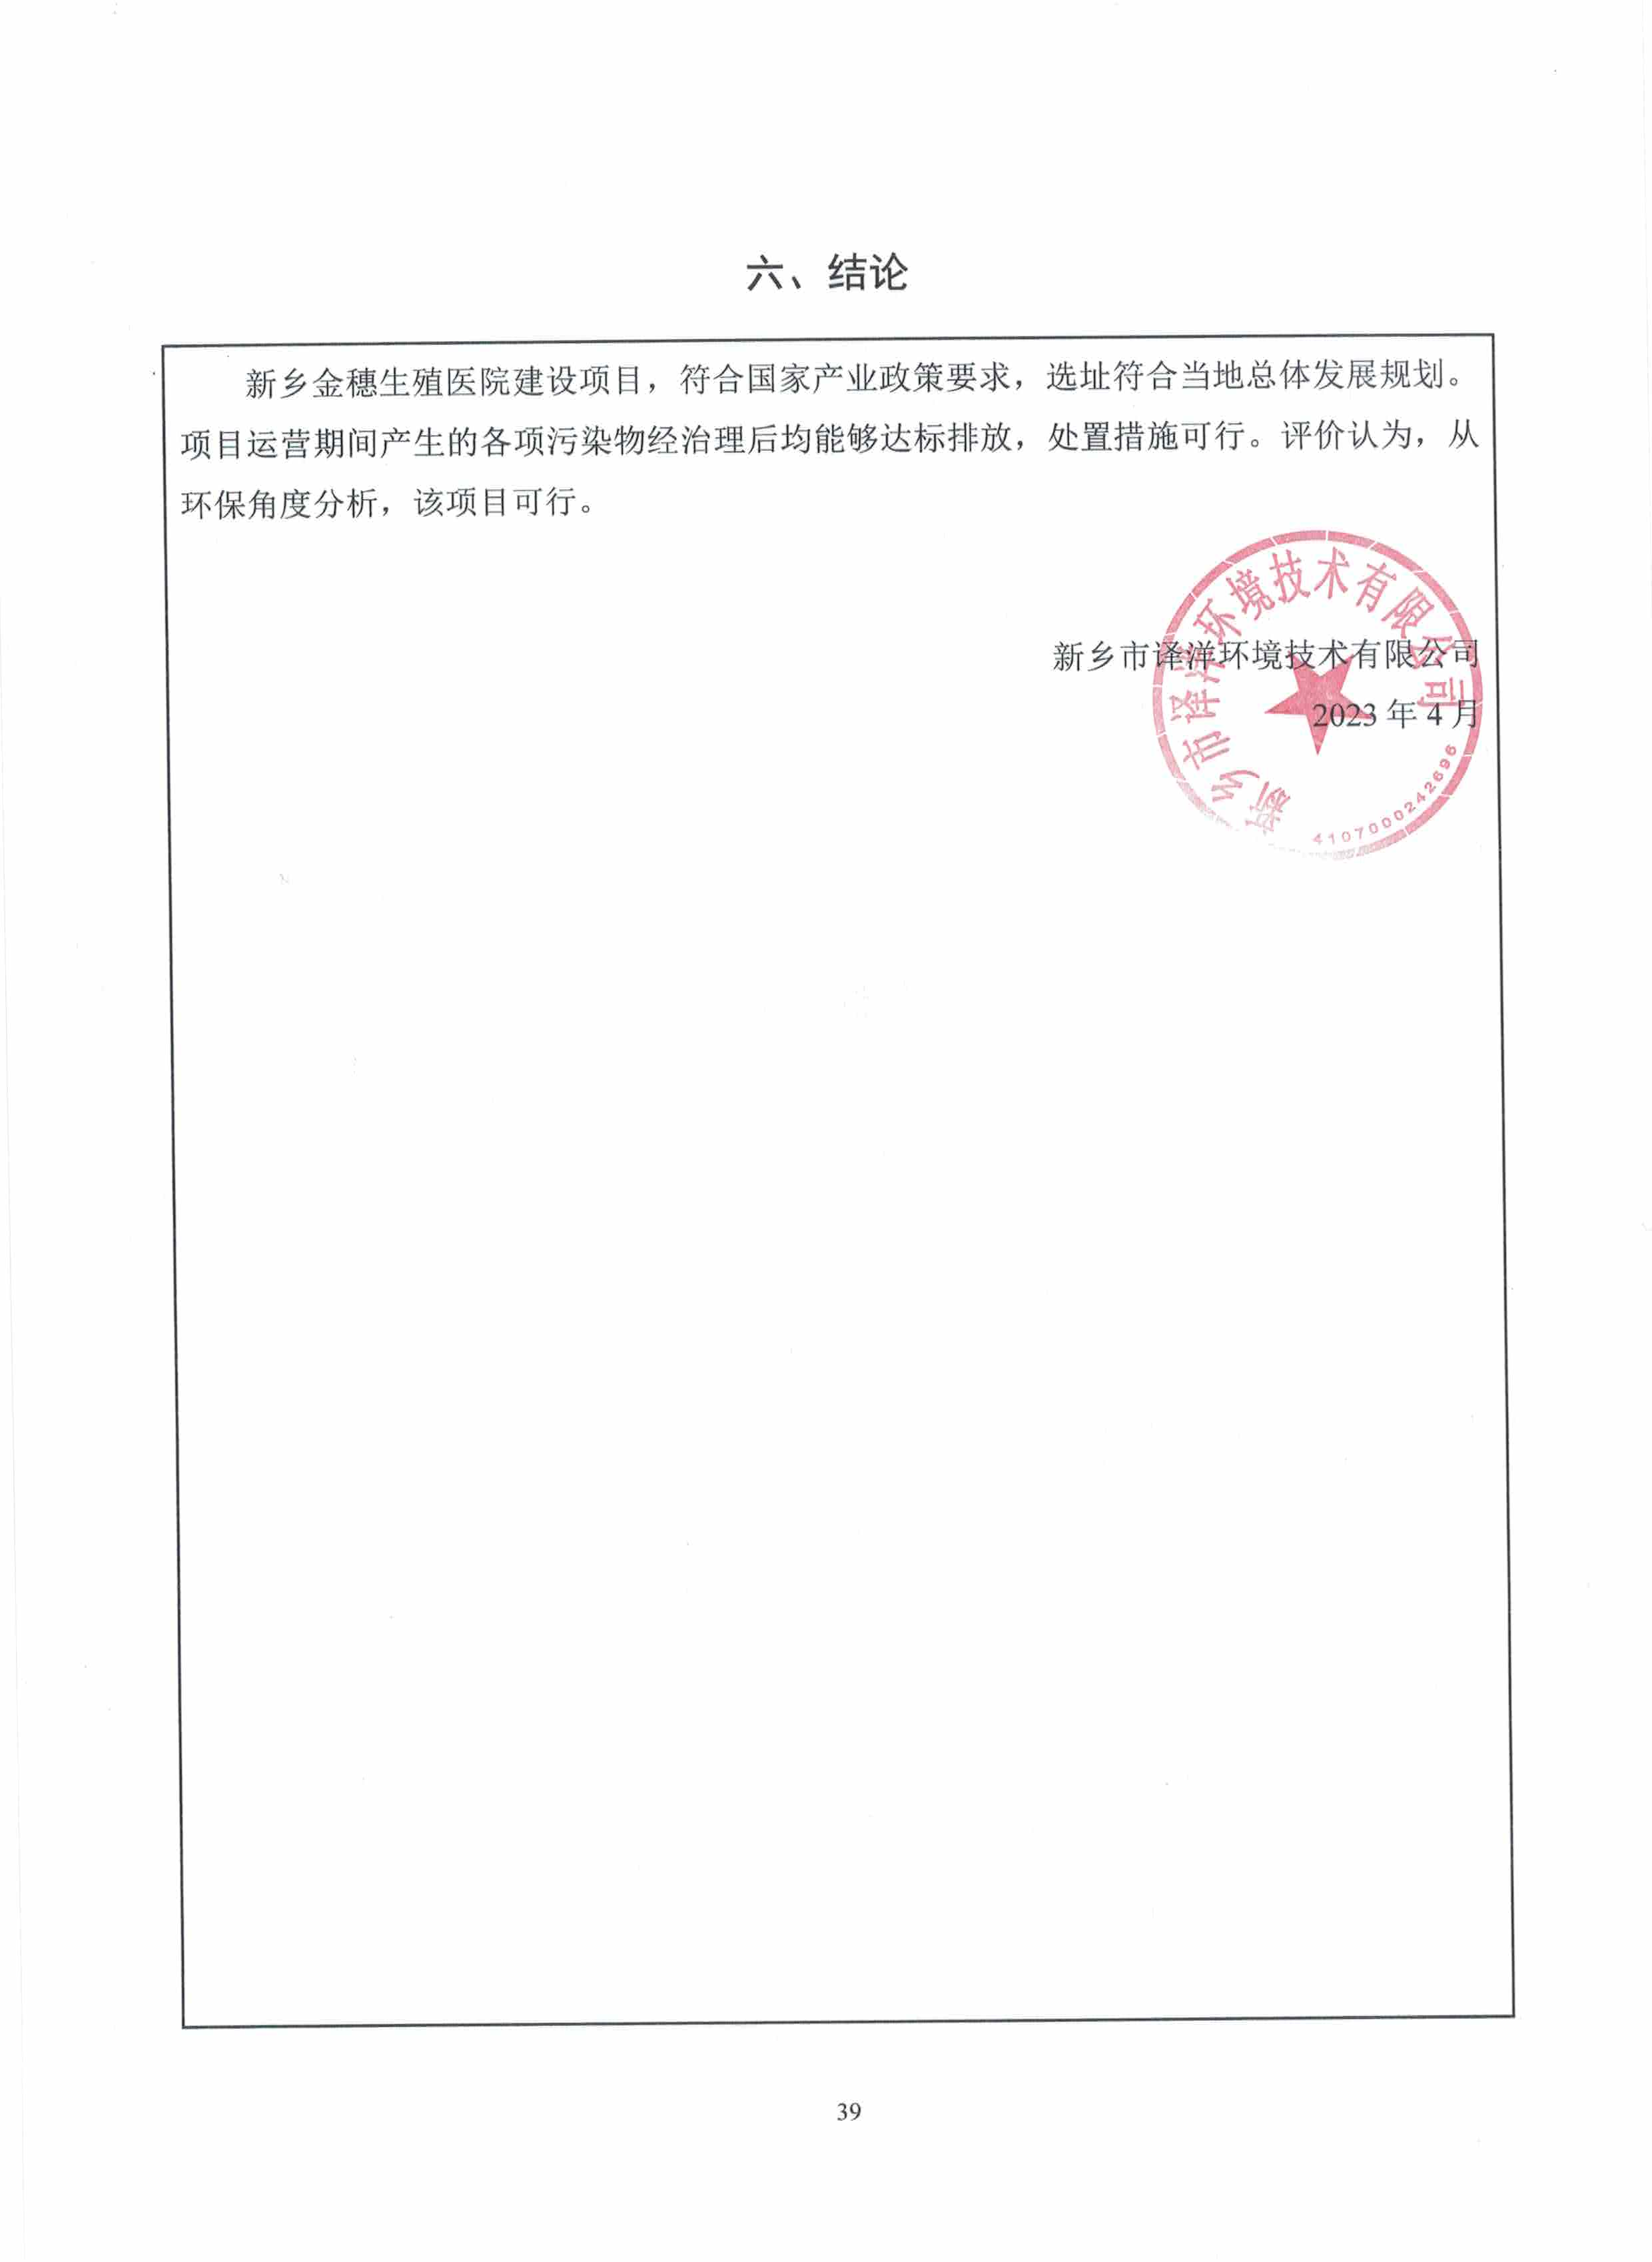 六、结论
新乡金穗生殖医院建设项目，符合国家产业政策要求，选址符合当地总体发展规划。
项目运营期间产生的各项污染物经治理后均能够达标排放，处置措施可行。评价认为，从
环保角度分析，该项目可行。
新乡市译洋环境技术有限公司
2023 年 4 月
新乡市译洋环境技术有限公司
4107000242696
39